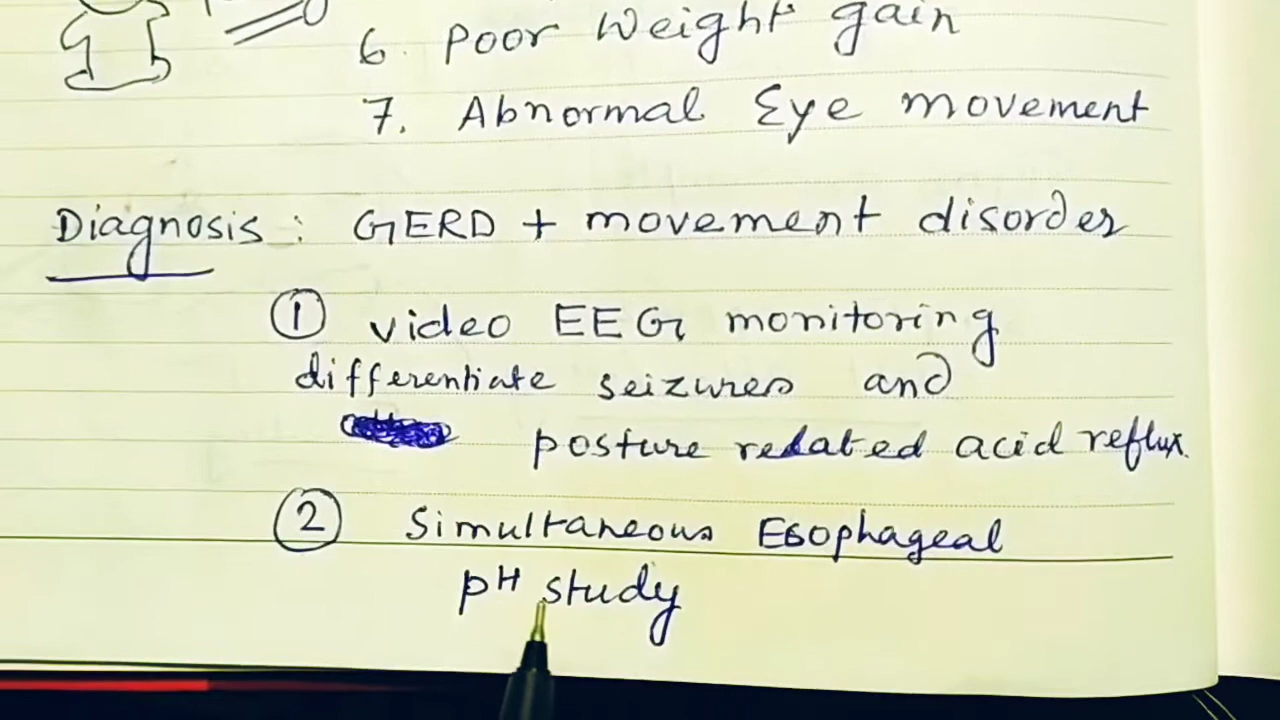 6. Poor Weight gain
7. Abnormal Eye movement
Diagnosis: GERD + movement disorder
① video EEG monitoring
differentiate seizures and
posture related acid reflux.
② Simultaneous Esophageal
pH study